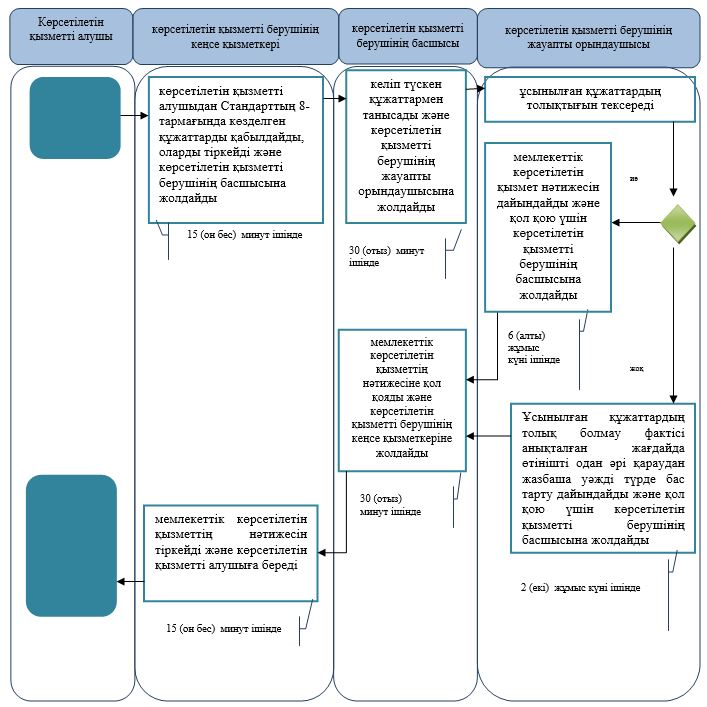 Көрсетілетін
қызметті алушы
көрсетілетін қызметті берушінің
кеңсе қызметкері
көрсетілетін қызметті
берушінің басшысы
көрсетілетін қызметті берушінің
жауапты орындаушысы
көрсетілетін қызметті
алушыдан Стандарттың 8-
тармағында көзделген
құжаттарды қабылдайды,
оларды тіркейді және
көрсетілетін қызметті
берушінің басшысына
жолдайды
15 (он бес) минут ішінде
келіп түскен
құжаттармен
танысады және
көрсетілетін
қызметті
берушінің
жауапты
орындаушысына
жолдайды
30 (отыз) минут
ішінде
ұсынылған құжаттардың
толықтығын тексереді
мемлекеттік
көрсетілетін
қызмет нәтижесін
дайындайды және
қол қою үшін
көрсетілетін
қызметті
берушінің
басшысына
жолдайды
ие
6 (алты)
жұмыс
күні ішінде
жоқ
мемлекеттік
көрсетілетін
қызметтің
нәтижесіне қол
қояды және
көрсетілетін
қызметті берушінің
кеңсе қызметкеріне
жолдайды
30 (отыз)
минут ішінде
Ұсынылған құжаттардың
толық болмау фактісі
анықталған жағдайда
өтінішті одан әрі қараудан
жазбаша уәжді түрде бас
тарту дайындайды және қол
қою үшін көрсетілетін
қызметті берушінің
басшысына жолдайды
2 (екі) жұмыс күні ішінде
мемлекеттік көрсетілетін
қызметтің нәтижесін
тіркейді және көрсетілетін
қызметті алушыға береді
15 (он бес) минут ішінде